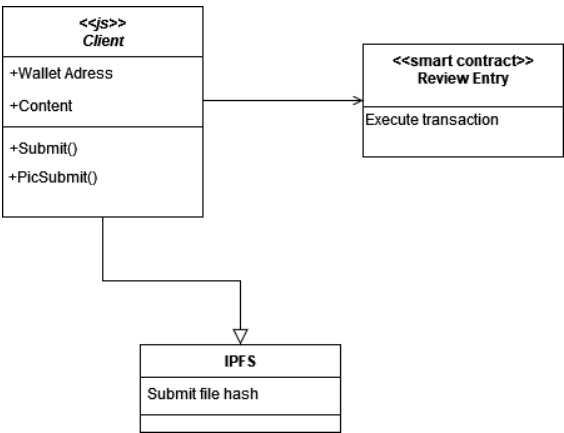 <<js>>
Client
+Wallet Adress
+Content
+Submit()
+PicSubmit()
<<smart contract>>
Review Entry
Execute transaction
IPFS
Submit file hash